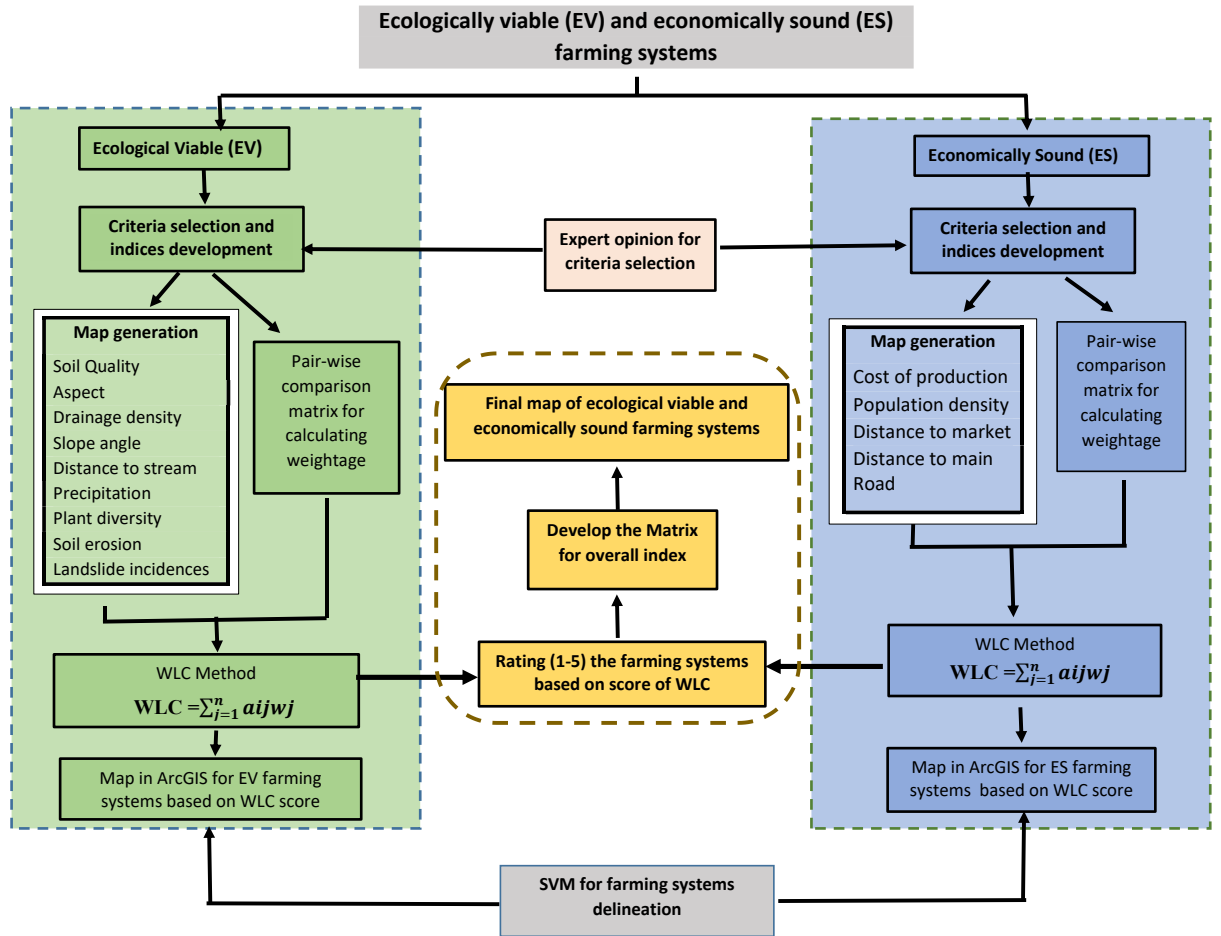 Ecologically viable (EV) and economically sound (ES)
farming systems
Ecological Viable (EV)
Criteria selection and
indices development
Map generation
Soil Quality
Aspect
Drainage density
Slope angle
Distance to stream
Precipitation
Plant diversity
Soil erosion
Landslide incidences
Pair-wise
comparison
matrix for
calculating
weightage
WLC Method
WLC =∑ⁿⱼ₌₁ aijwj
Map in ArcGIS for EV farming
systems based on WLC score
Expert opinion for
criteria selection
Final map of ecological viable and
economically sound farming systems
Develop the Matrix
for overall index
Rating (1-5) the farming systems
based on score of WLC
Economically Sound (ES)
Criteria selection and
indices development
Map generation
Cost of production
Population density
Distance to market
Distance to main
Road
Pair-wise
comparison
matrix for
calculating
weightage
WLC Method
WLC =∑ⁿⱼ₌₁ aijwj
Map in ArcGIS for ES farming
systems based on WLC score
SVM for farming systems
delineation